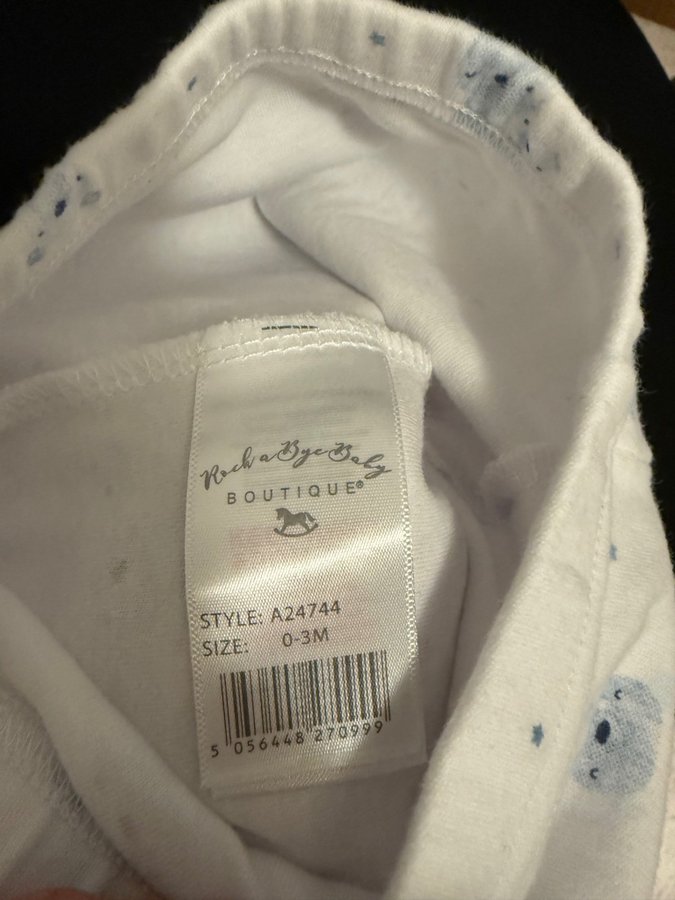 Rock a Bye Baby
BOUTIQUE®
STYLE: A24744
SIZE: 0-3M
5 056448 270999